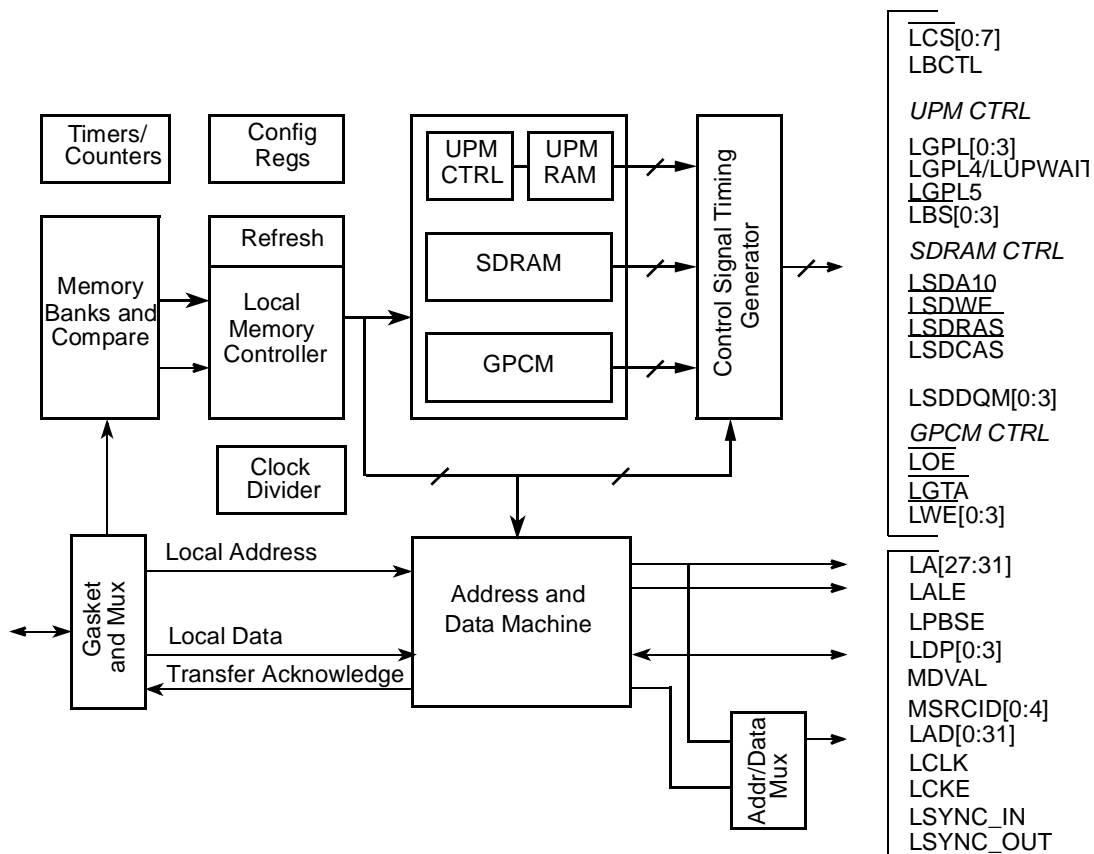 Timers/
Counters
Config
Regs
UPM
CTRL
UPM
RAM
SDRAM
GPCM
Control Signal Timing
Generator
Memory
Banks and
Compare
Refresh
Local
Memory
Controller
Clock
Divider
Gasket
and Mux
Local Address
Local Data
Transfer Acknowledge
Address and
Data Machine
Addr/Data
Mux
LCS[0:7]
LBCTL
UPM CTRL
LGPL[0:3]
LGPL4/LUPWAIT
LGPL5
LBS[0:3]
SDRAM CTRL
LSDA10
LSDWE
LSDRAS
LSDCAS
LSDDQM[0:3]
GPCM CTRL
LOE
LGTA
LWE[0:3]
LA[27:31]
LALE
LPBSE
LDP[0:3]
MDVAL
MSRCID[0:4]
LAD[0:31]
LCLK
LCKE
LSYNC_IN
LSYNC_OUT